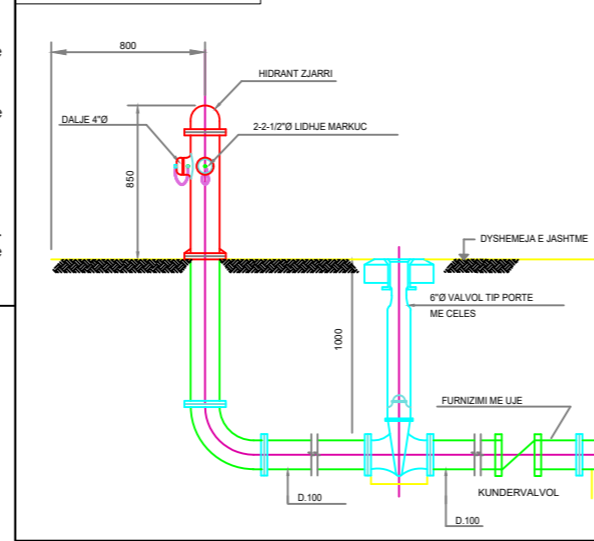 800
HIDRANT ZJARRI
DALJE 4"Ø
2-2-1/2"Ø LIDHJE MARKUC
850
DYSHEMEJA E JASHTME
6"Ø VALVOL TIP PORTE
ME CELES
1000
FURNIZIMI ME UJE
KUNDERVALVOL
D.100
D.100